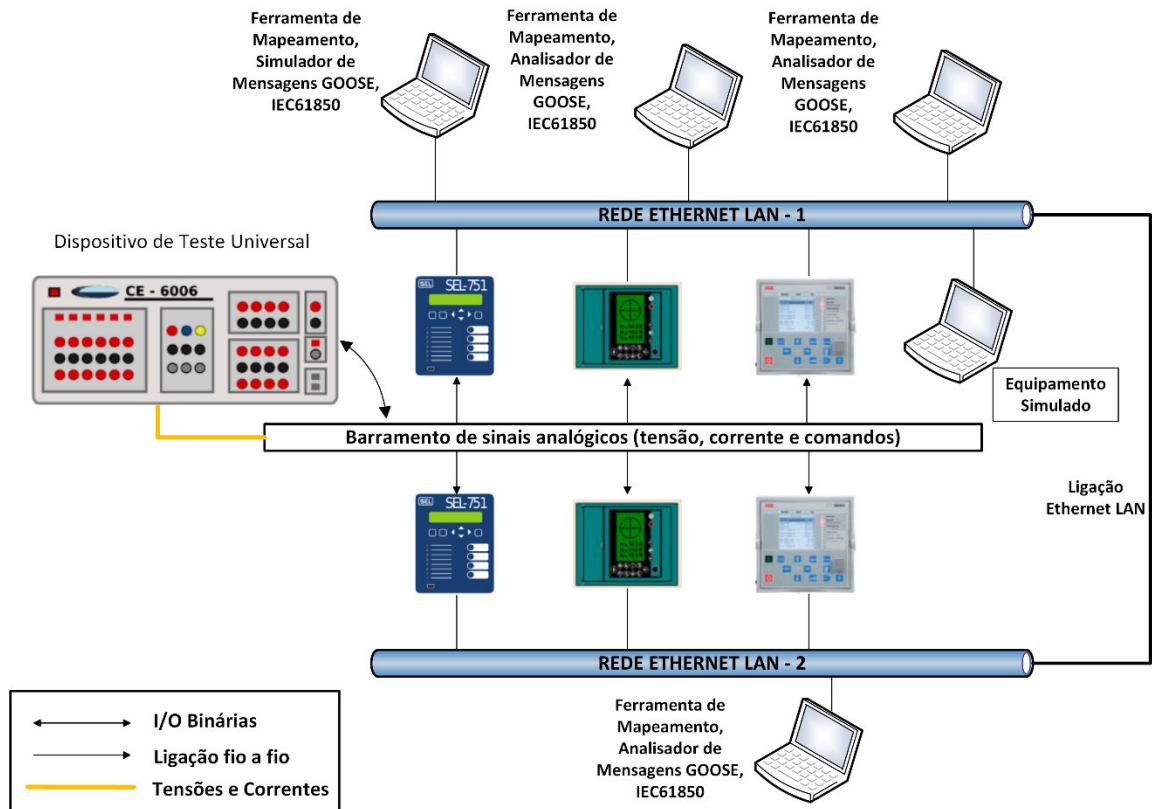 Ferramenta de
Mapeamento,
Simulador de
Mensagens GOOSE,
IEC61850
Ferramenta de
Mapeamento,
Analisador de
Mensagens
GOOSE,
IEC61850
Ferramenta de
Mapeamento,
Analisador de
Mensagens
GOOSE,
IEC61850
REDE ETHERNET LAN - 1
Dispositivo de Teste Universal
CE - 6006
SEL
SEL-751
Equipamento
Simulado
Barramento de sinais analógicos (tensão, corrente e comandos)
Ligação
Ethernet LAN
SEL
SEL-751
REDE ETHERNET LAN - 2
I/O Binárias
Ligação fio a fio
Tensões e Correntes
Ferramenta de
Mapeamento,
Analisador de
Mensagens GOOSE,
IEC61850